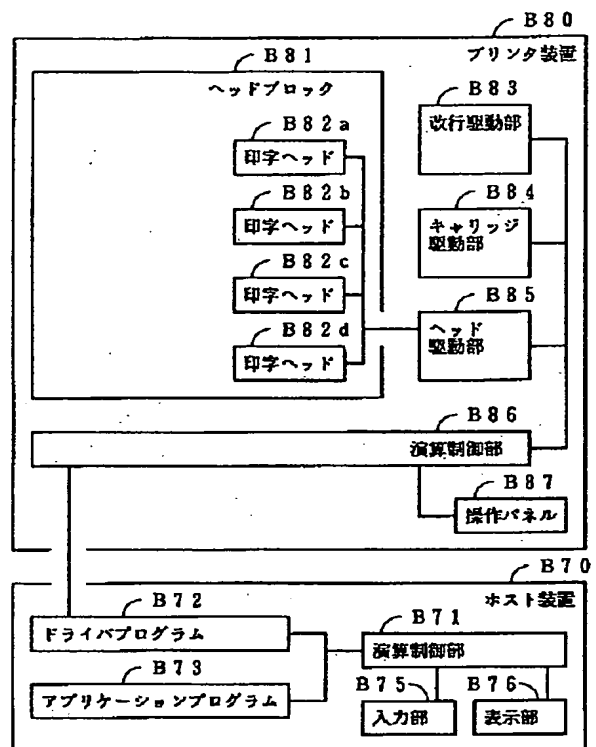 B80
プリンタ装置
B81
ヘッドブロック
B82a
印字ヘッド
B82b
印字ヘッド
B82c
印字ヘッド
B82d
印字ヘッド
B83
改行駆動部
B84
キャリッジ
駆動部
B85
ヘッド
駆動部
B86
演算制御部
B87
操作パネル
B70
ホスト装置
B72
ドライバプログラム
B71
演算制御部
B73
アプリケーションプログラム
B75
入力部
B76
表示部